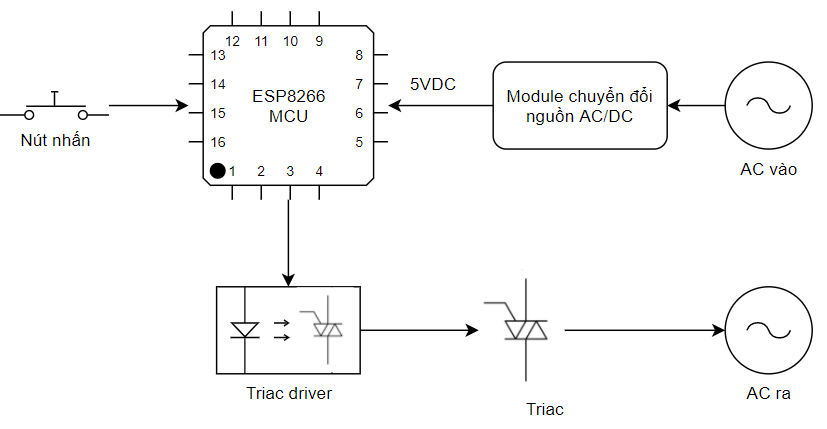 12 11 10 9
13 8
14 7
15 6
16 5
1 2 3 4
ESP8266
MCU
Nút nhấn
5VDC
Module chuyển đổi
nguồn AC/DC
AC vào
Triac driver
Triac
AC ra